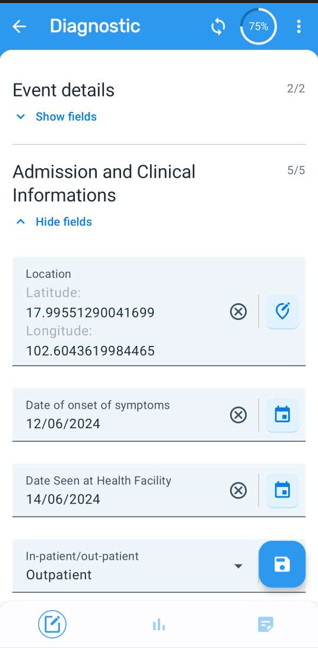 Diagnostic
75%
Event details
2/2
Show fields
Admission and Clinical
Informations
5/5
Hide fields
Location
Latitude:
17.99551290041699
Longitude:
102.6043619984465
Date of onset of symptoms
12/06/2024
Date Seen at Health Facility
14/06/2024
In-patient/out-patient
Outpatient